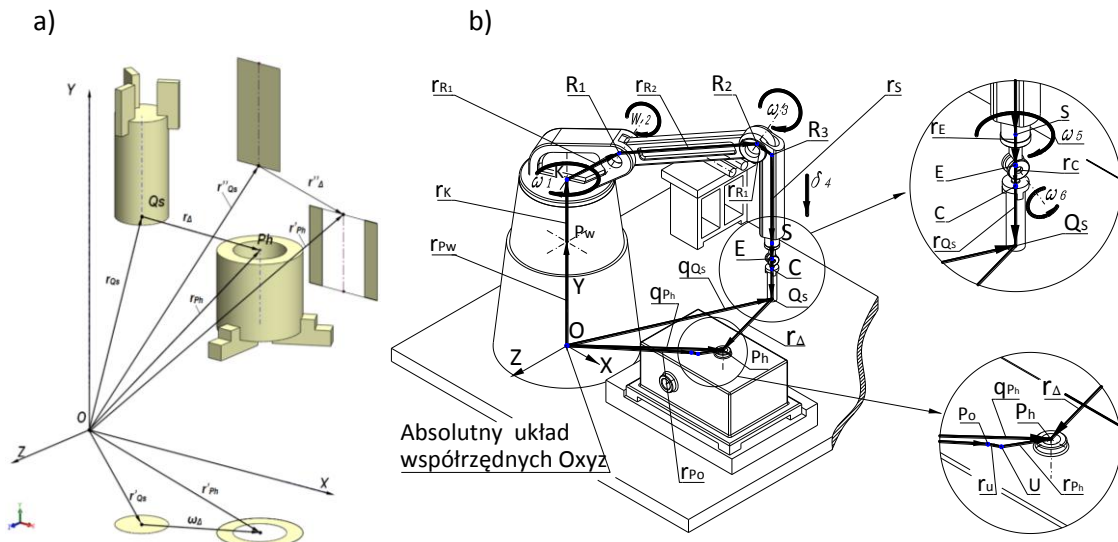 a)
Y
Qs
r"Qs
r"Δ
rΔ
r'Ph
Ph
rQs
rPh
O
Z
X
r'Qs
r'Ph
ωΔ
b)
rR1
R1
rR2
R2
rS
W,2
ω,3
R3
K
ω1
rR1
δ4
rK
Pw
rPw
S
E
C
qQs
Qs
Y
qPh
O
rΔ
Z
X
Ph
Absolutny układ
współrzędnych Oxyz
rPo
S
rE
ω5
E
rC
C
ω6
rQs
Qs
qPh
rΔ
Po
Ph
ru
U
rPh